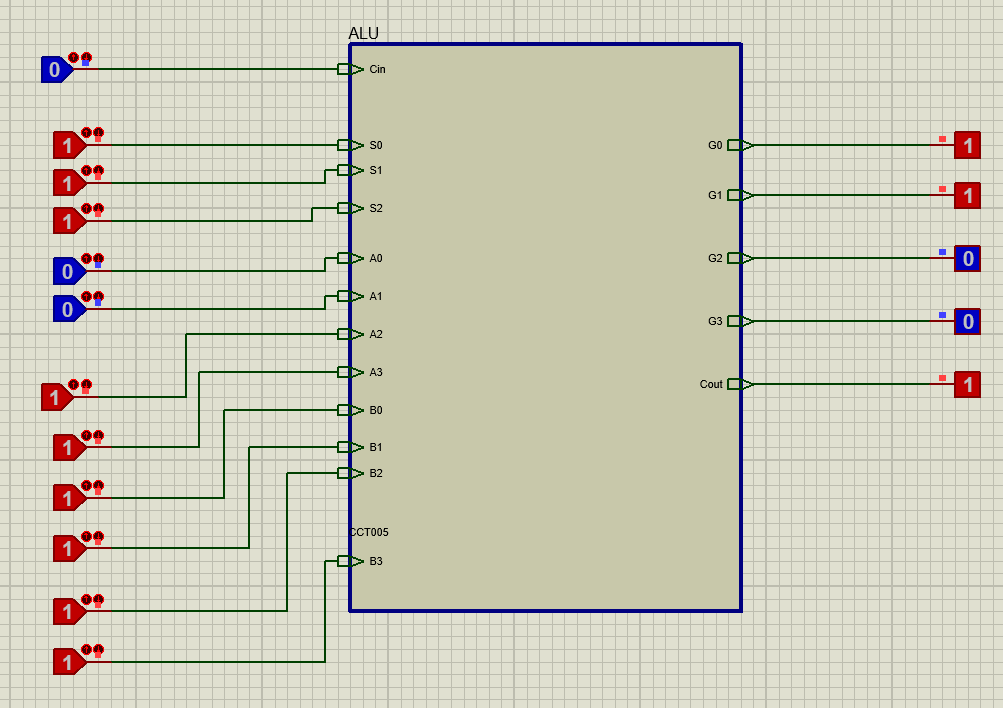 ALU
0 Cin
1 S0 G0 1
1 S1
G1 1
1 S2
0 A0 G2 0
0 A1
G3 0
A2
A3 Cout 1
1 B0
1 B1
B2
1
CCT005
1 B3
1
1